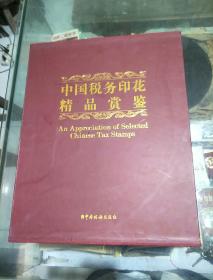 中国税务印花
精品赏鉴
An Appreciation of Selected
Chinese Tax Stamps